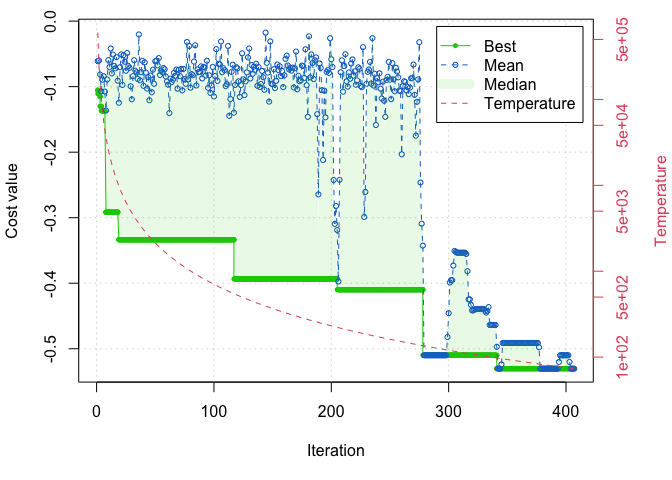 0.0
-0.1
-0.2
-0.3
-0.4
-0.5
Cost value
0
100
200
300
400
Iteration
Best
Mean
Median
Temperature
5e+05
5e+04
5e+03
5e+02
1e+02
Temperature